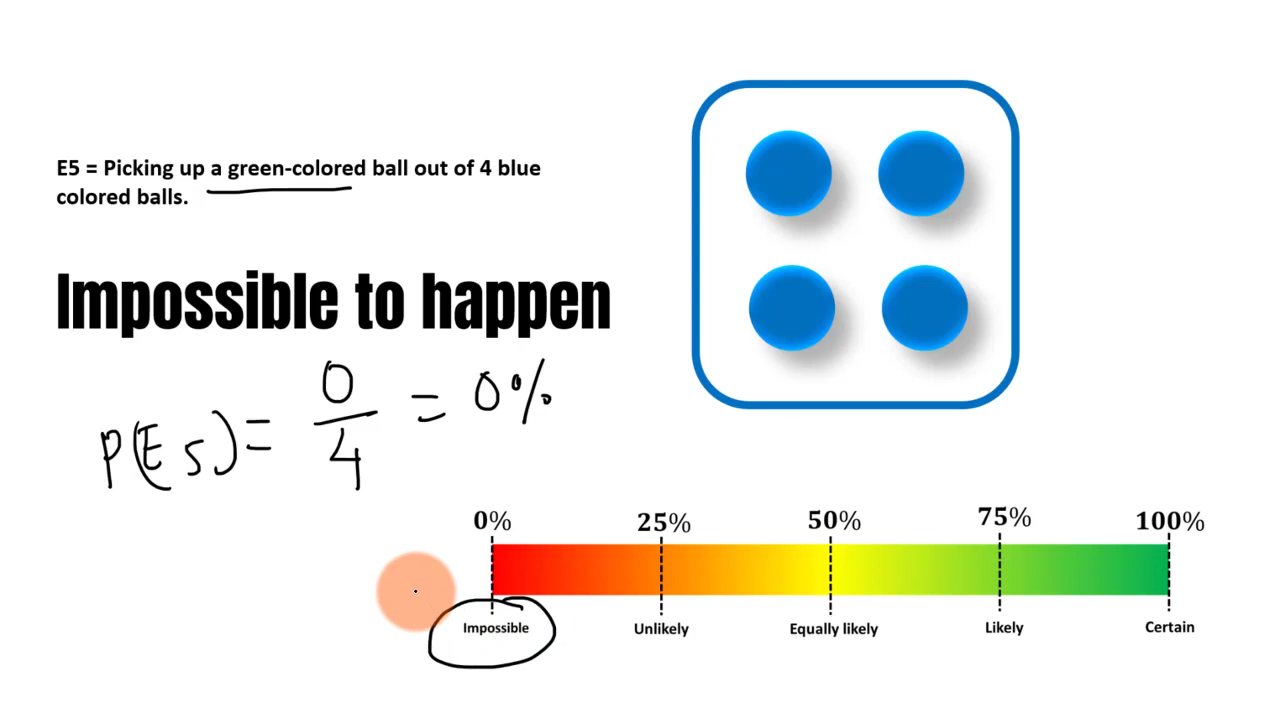 E5 = Picking up a green-colored ball out of 4 blue
colored balls.
Impossible to happen
P(E5) = 0/4 = 0%
0% 25% 50% 75% 100%
Impossible Unlikely Equally likely Likely Certain